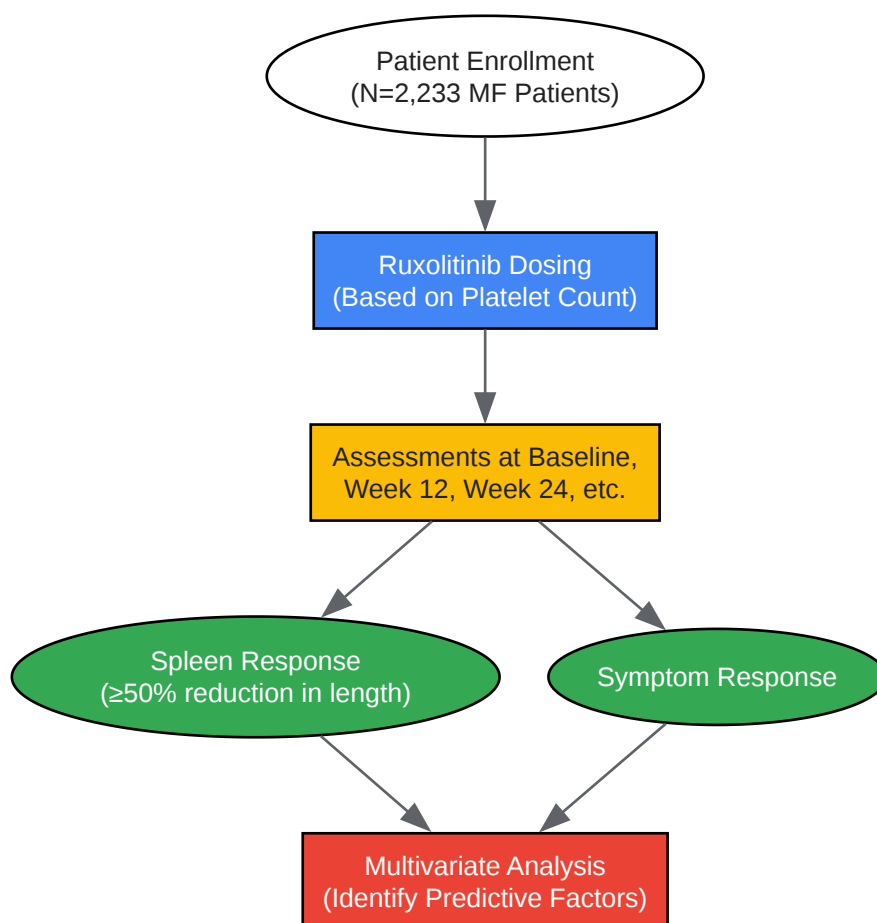 Patient Enrollment
(N=2,233 MF Patients)
Ruxolitinib Dosing
(Based on Platelet Count)
Assessments at Baseline,
Week 12, Week 24, etc.
Spleen Response
(≥50% reduction in length)
Symptom Response
Multivariate Analysis
(Identify Predictive Factors)